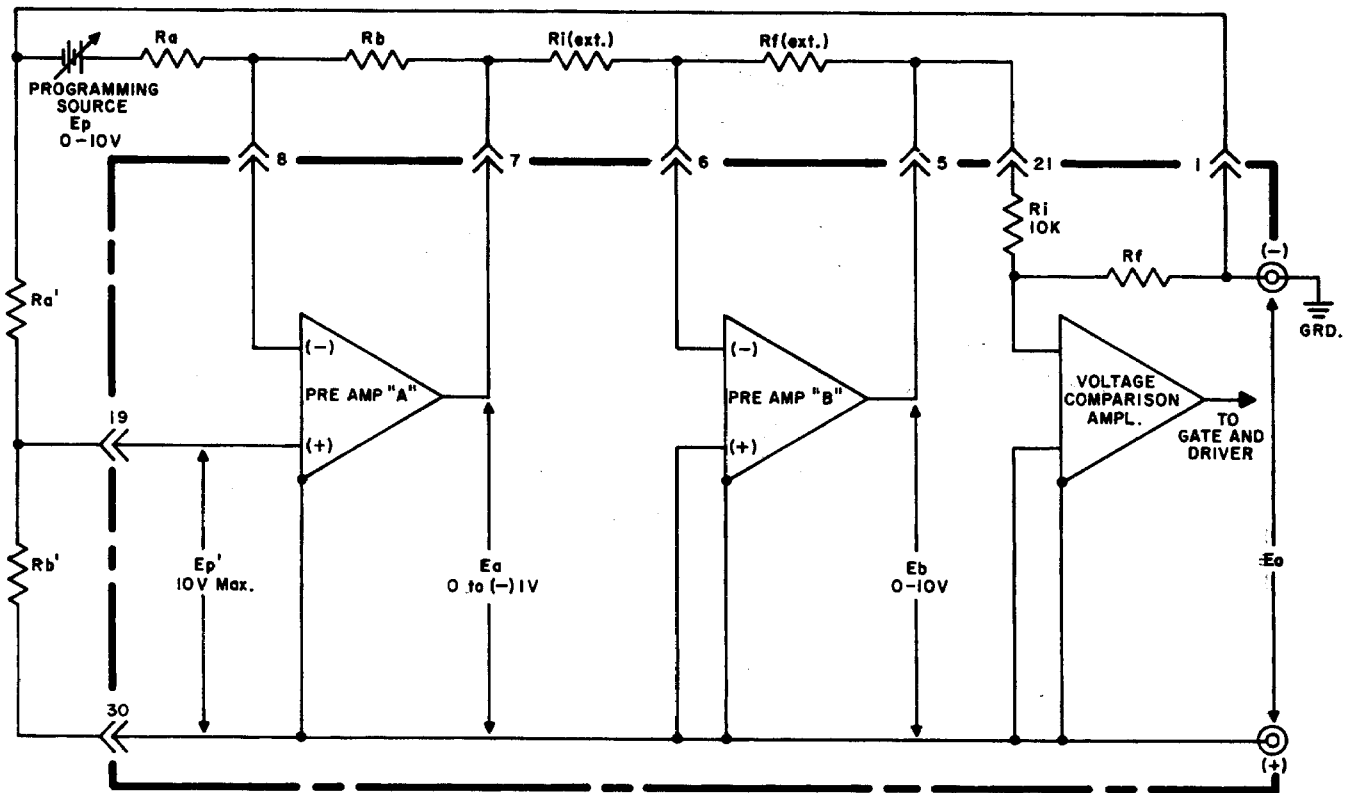 Ra
Rb
Ri(ext.)
Rf(ext.)
PROGRAMMING
SOURCE
Ep
0-10V
8
7
6
5
21
1
Ri
10K
Rf
(-)
GRD.
Ra'
(-)
PRE AMP "A"
(+)
(-)
PRE AMP "B"
(+)
VOLTAGE
COMPARISON
AMPL.
TO
GATE AND
DRIVER
19
Rb'
Ep'
10V Max.
Ea
0 to (-) 1V
Eb
0-10V
Eo
30
(+)